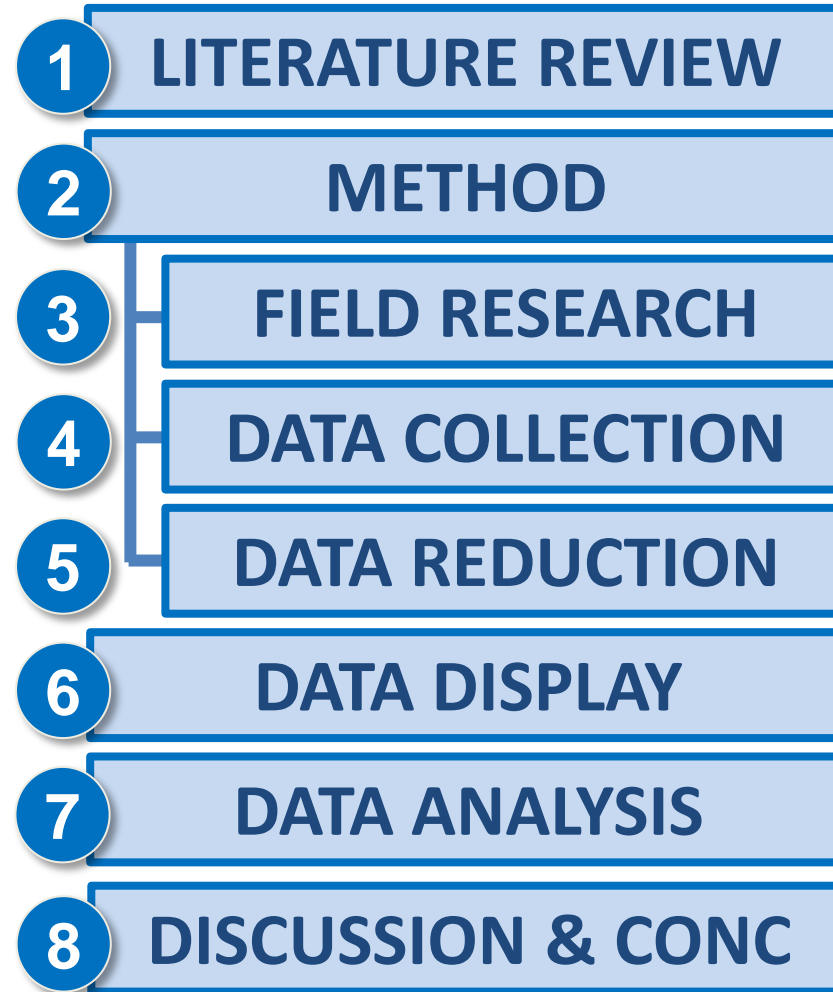 1 LITERATURE REVIEW
2 METHOD
3 FIELD RESEARCH
4 DATA COLLECTION
5 DATA REDUCTION
6 DATA DISPLAY
7 DATA ANALYSIS
8 DISCUSSION & CONC